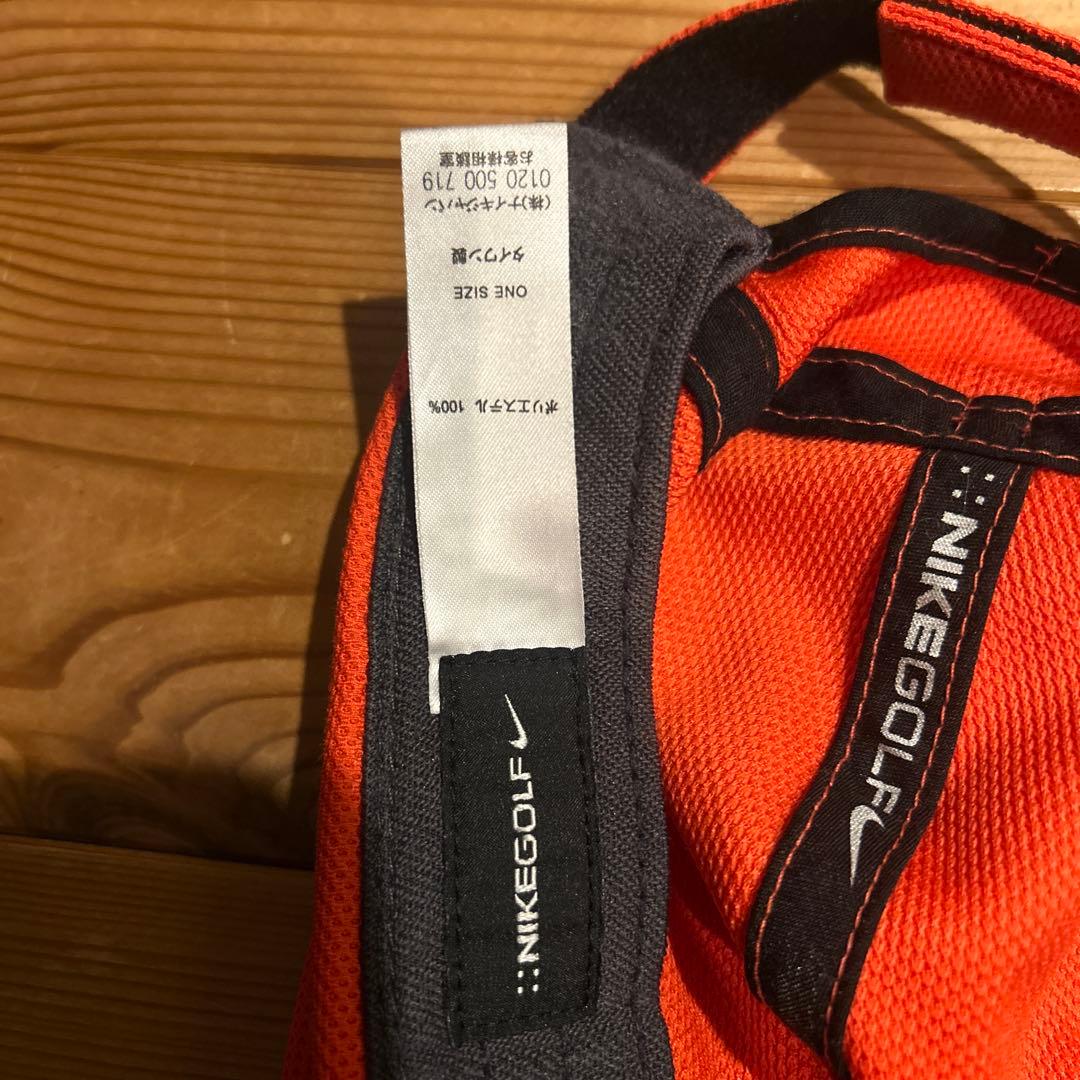 ポリエステル 100%
ONE SIZE
タイワン製
(株)ナイキジャパン
0120 500 719
お客様相談室
::NIKEGOLF
::NIKEGOLF